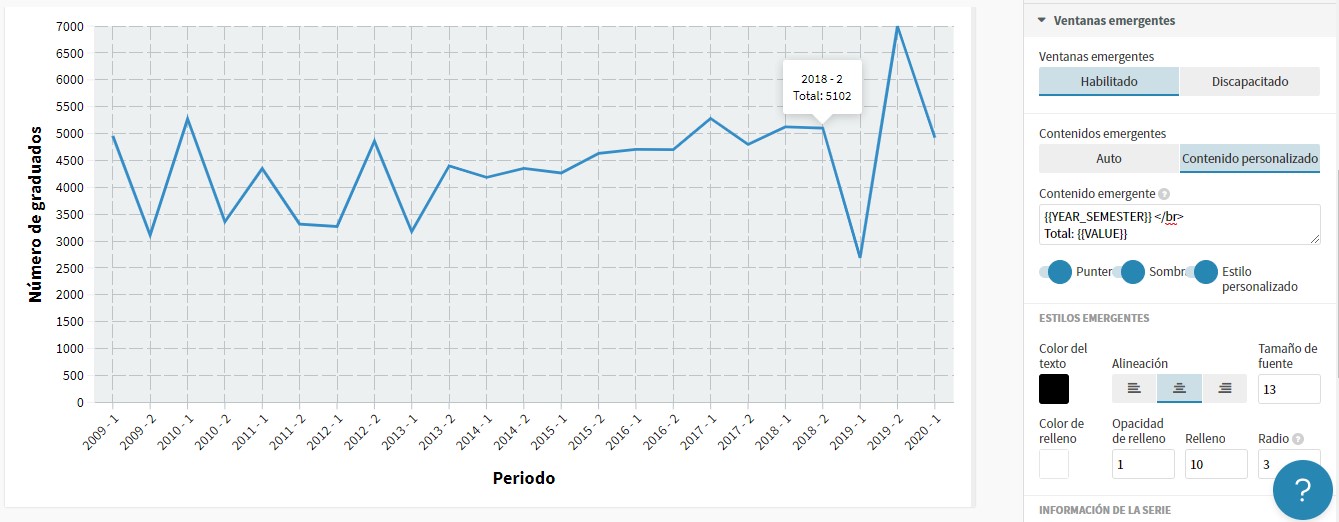 7000
6500
6000
5500
5000
4500
4000
3500
3000
2500
2000
1500
1000
500
0
Número de graduados
2018 - 2
Total: 5102
2009 - 1
2009 - 2
2010 - 1
2010 - 2
2011 - 1
2011 - 2
2012 - 1
2012 - 2
2013 - 1
2013 - 2
2014 - 1
2014 - 2
2015 - 1
2015 - 2
2016 - 1
2016 - 2
2017 - 1
2017 - 2
2018 - 1
2018 - 2
2019 - 1
2019 - 2
2020 - 1
Periodo
Ventanas emergentes
Ventanas emergentes
Habilitado Discapacitado
Contenidos emergentes
Auto Contenido personalizado
Contenido emergente ?
{{YEAR_SEMESTER}} </br>
Total: {{VALUE}}
Punter Sombr Estilo
personalizado
ESTILOS EMERGENTES
Color del
texto
Alineación
Tamaño de
fuente
13
Color de
relleno
Opacidad
de relleno
Relleno
Radio ?
1 10 3
?
INFORMACIÓN DE LA SERIE